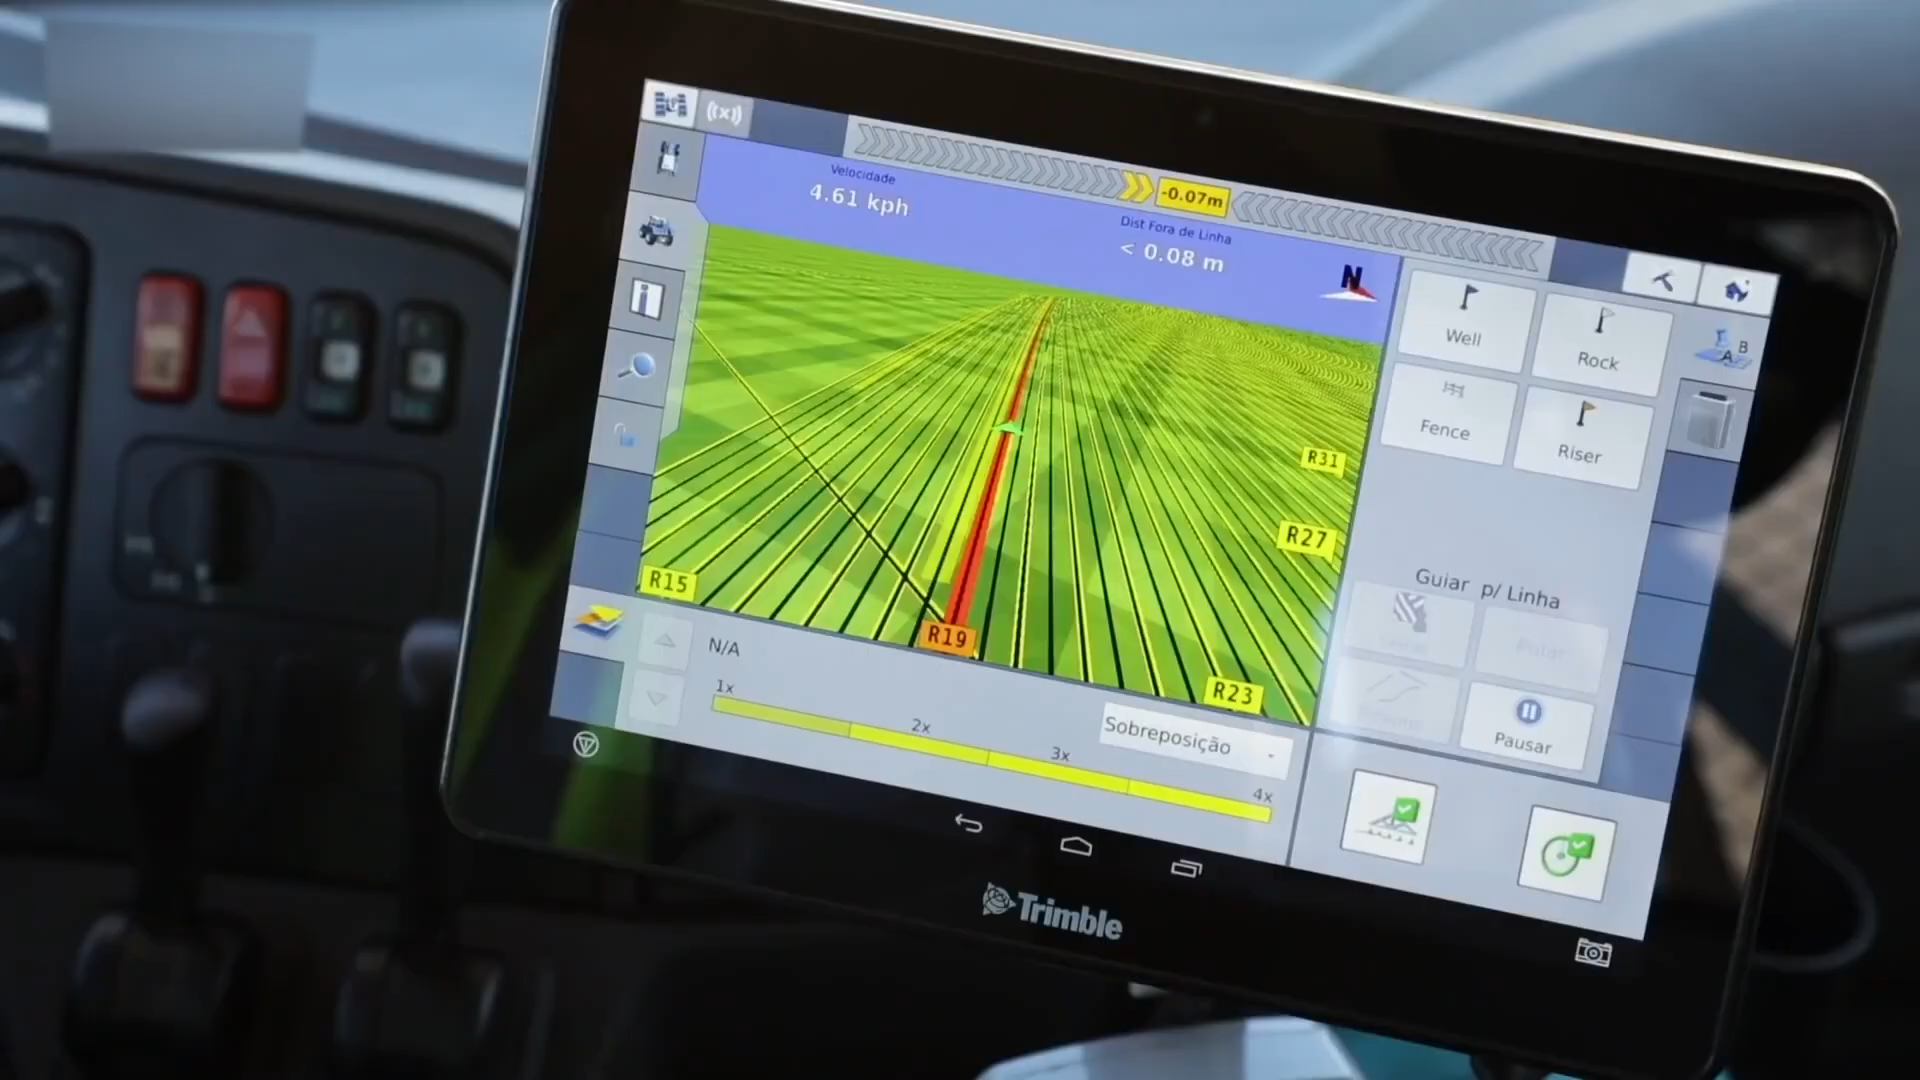 -0.07m
Velocidade
4.61 kph
Dist Fora de Linha
< 0.08 m
N
Well
Rock
Fence
Riser
A B
R31
R27
R15
R19
R23
Guiar p/ Linha
Pular
Pausar
N/A
1x
2x
3x
4x
Sobreposição
Trimble